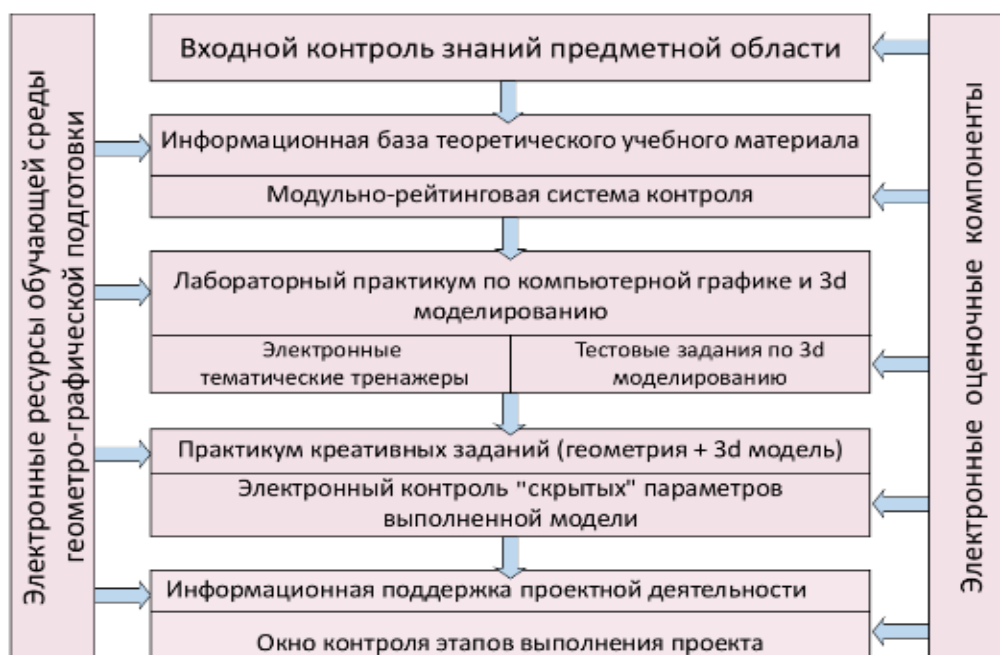 Электронные ресурсы обучающей среды
геометро-графической подготовки
Входной контроль знаний предметной области
Информационная база теоретического учебного материала
Модульно-рейтинговая система контроля
Лабораторный практикум по компьютерной графике и 3d
моделированию
Электронные
тематические тренажеры
Тестовые задания по 3d
моделированию
Практикум креативных заданий (геометрия + 3d модель)
Электронный контроль "скрытых" параметров
выполненной модели
Информационная поддержка проектной деятельности
Окно контроля этапов выполнения проекта
Электронные оценочные компоненты